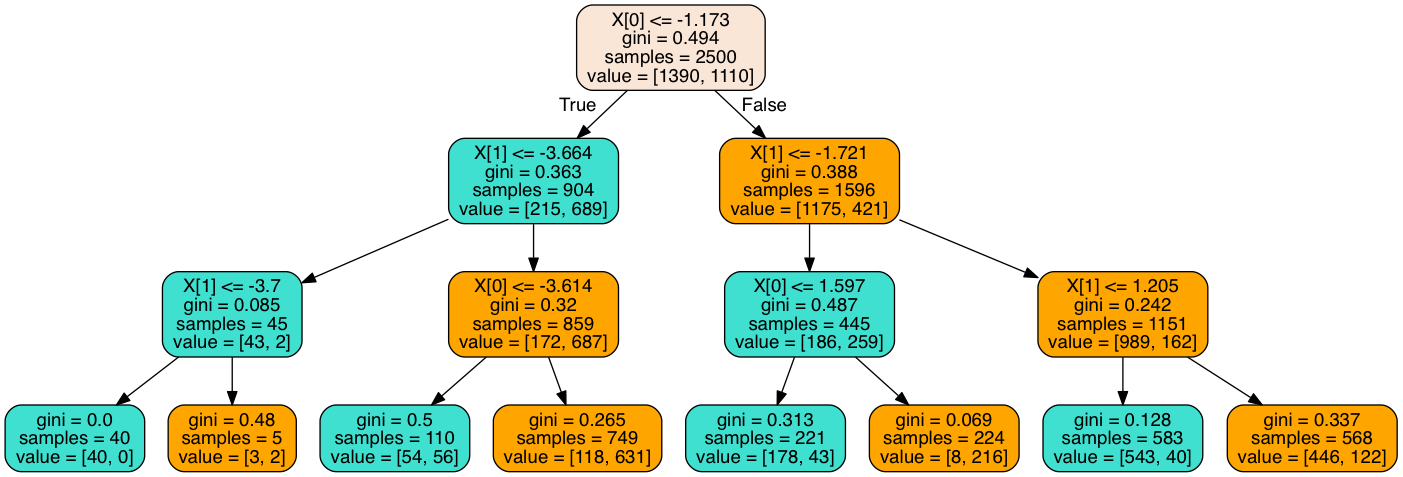 X[0] <= -1.173
gini = 0.494
samples = 2500
value = [1390, 1110]
True
False
X[1] <= -3.664
gini = 0.363
samples = 904
value = [215, 689]
X[1] <= -1.721
gini = 0.388
samples = 1596
value = [1175, 421]
X[1] <= -3.7
gini = 0.085
samples = 45
value = [43, 2]
X[0] <= -3.614
gini = 0.32
samples = 859
value = [172, 687]
X[0] <= 1.597
gini = 0.487
samples = 445
value = [186, 259]
X[1] <= 1.205
gini = 0.242
samples = 1151
value = [989, 162]
gini = 0.0
samples = 40
value = [40, 0]
gini = 0.48
samples = 5
value = [3, 2]
gini = 0.5
samples = 110
value = [54, 56]
gini = 0.265
samples = 749
value = [118, 631]
gini = 0.313
samples = 221
value = [178, 43]
gini = 0.069
samples = 224
value = [8, 216]
gini = 0.128
samples = 583
value = [543, 40]
gini = 0.337
samples = 568
value = [446, 122]